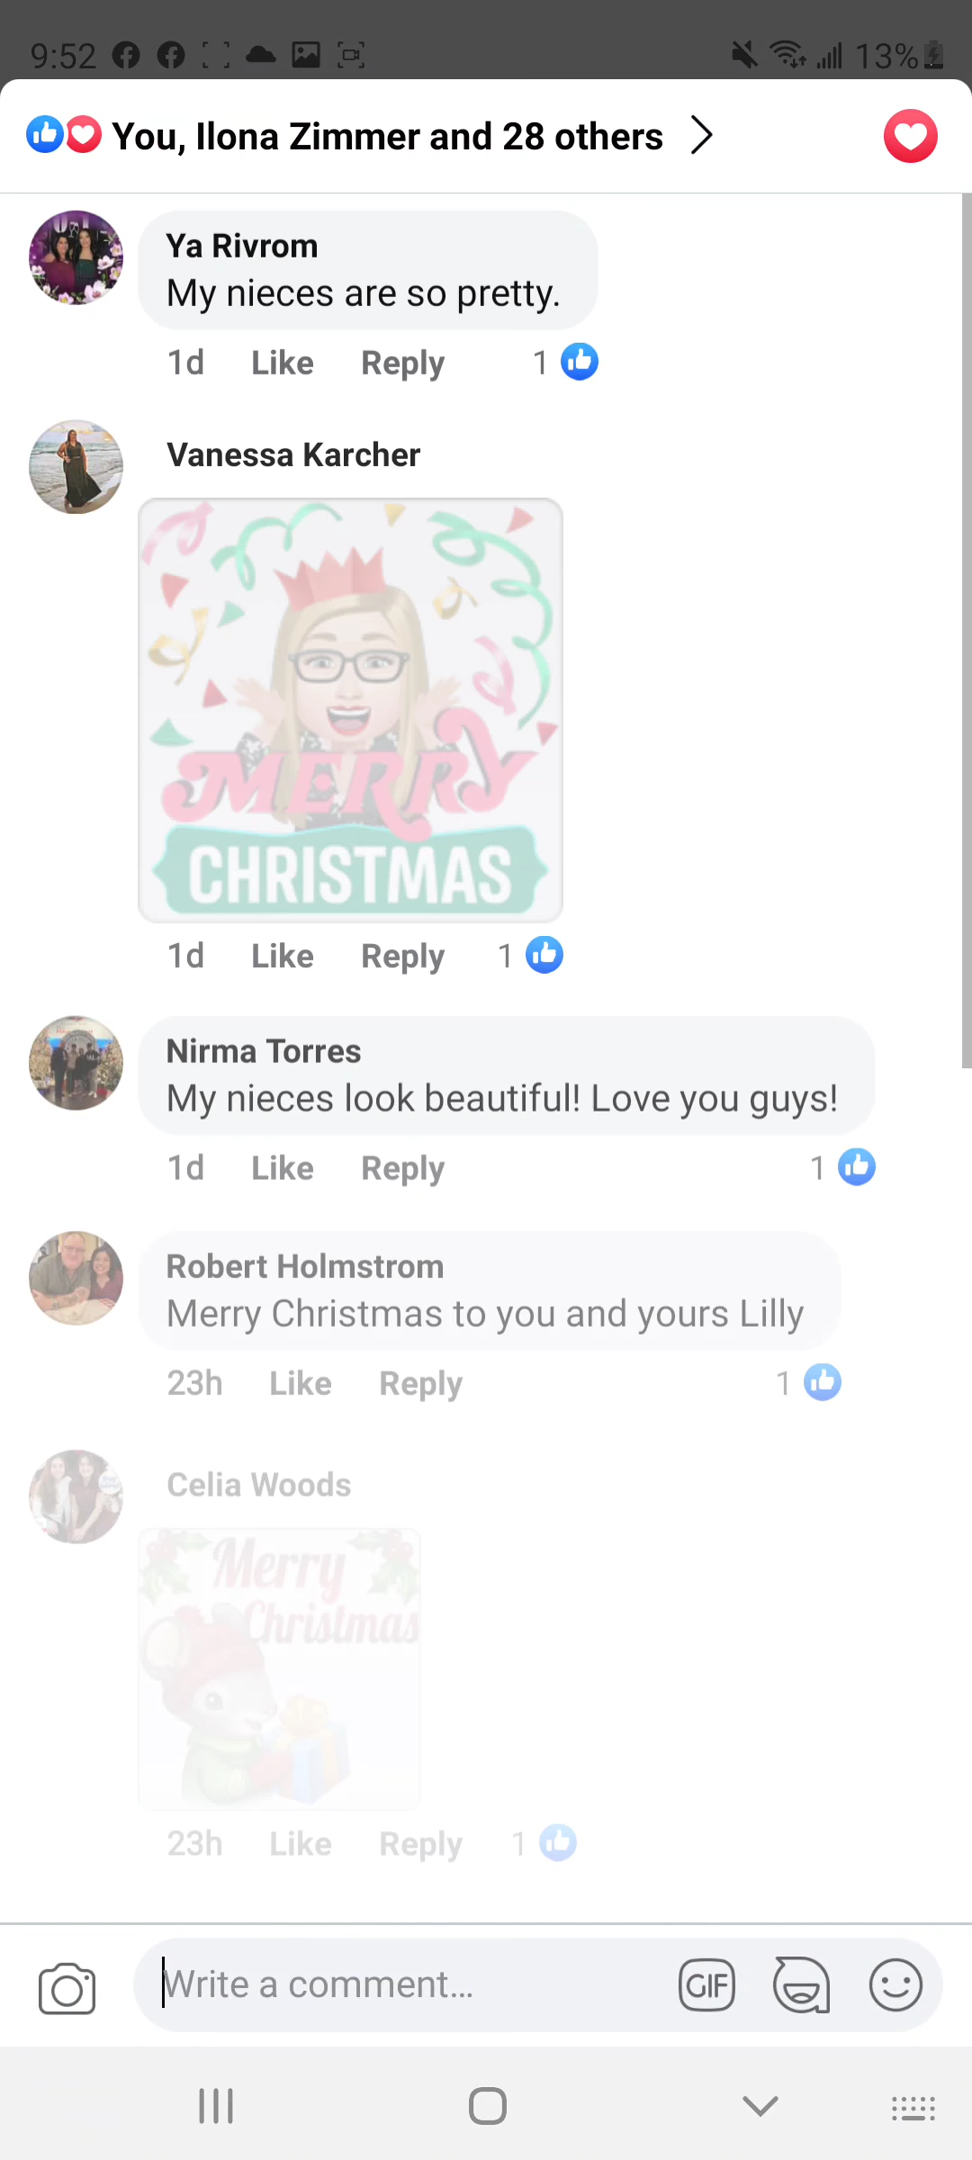 9:52 13%
You, Ilona Zimmer and 28 others
Ya Rivrom
My nieces are so pretty.
1d Like Reply 1
Vanessa Karcher
MERRY
CHRISTMAS
1d Like Reply 1
Nirma Torres
My nieces look beautiful! Love you guys!
1d Like Reply 1
Robert Holmstrom
Merry Christmas to you and yours Lilly
23h Like Reply 1
Celia Woods
Merry
Christmas
23h Like Reply 1
Write a comment...
GIF